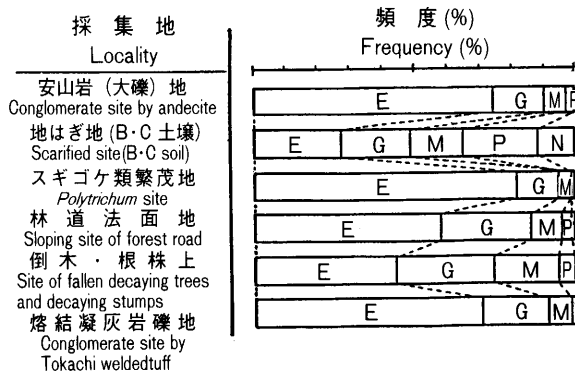 採集地
Locality
頻度(%)
Frequency(%)
安山岩(大礫)地
Conglomerate site by andecite
E G M P
地はぎ地(B・C土壌)
Scarified site(B・C soil)
E G M P N
スギゴケ類繁茂地
Polytrichum site
E G M
林道法面地
Sloping site of forest road
E G M P
倒木・根株上
Site of fallen decaying trees
and decaying stumps
E G M P
熔結凝灰岩礫地
Conglomerate site by
Tokachi weldedtuff
E G M